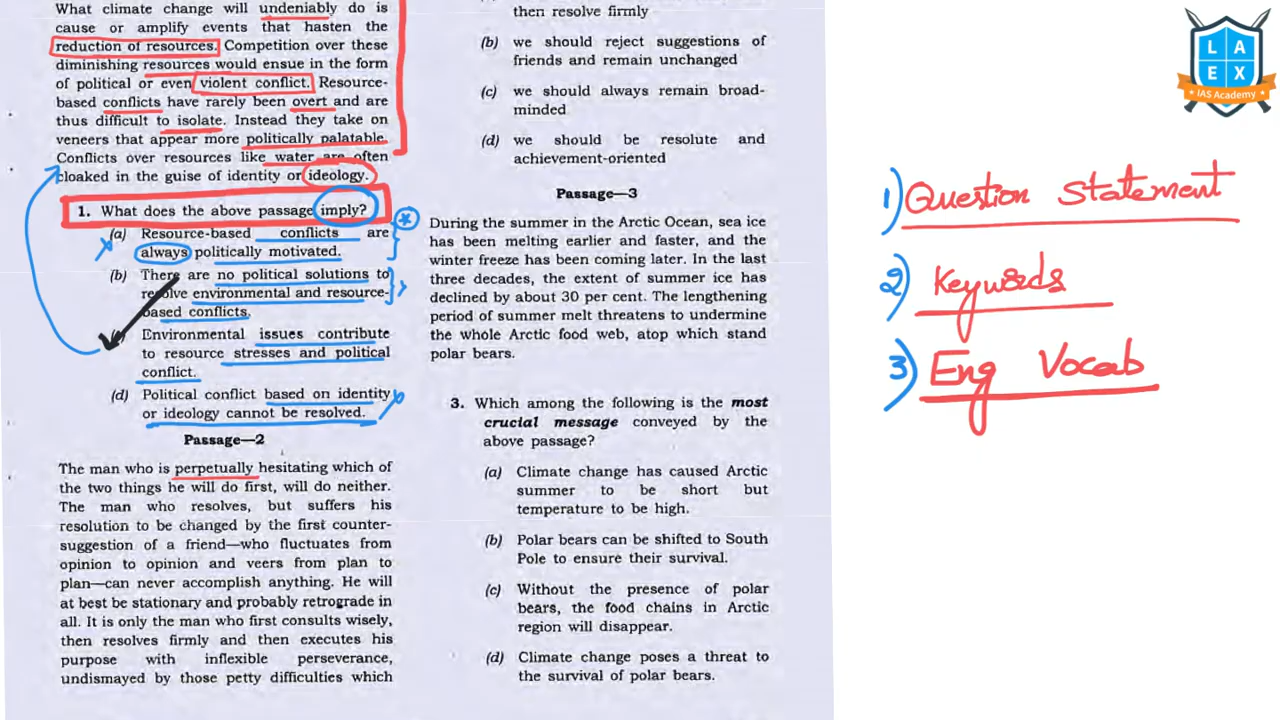 What climate change will undeniably do is
cause or amplify events that hasten the
reduction of resources. Competition over these
diminishing resources would ensue in the form
of political or even violent conflict. Resource-
based conflicts have rarely been overt and are
thus difficult to isolate. Instead they take on
veneers that appear more politically palatable.
Conflicts over resources like water are often
cloaked in the guise of identity or ideology.
1. What does the above passage imply?
(a) Resource-based conflicts are
always politically motivated.
(b) There are no political solutions to
resolve environmental and resource-
based conflicts.
Environmental issues contribute
to resource stresses and political
conflict.
(d) Political conflict based on identity
or ideology cannot be resolved.
Passage—2
The man who is perpetually hesitating which of
the two things he will do first, will do neither.
The man who resolves, but suffers his
resolution to be changed by the first counter-
suggestion of a friend—who fluctuates from
opinion to opinion and veers from plan to
plan—can never accomplish anything. He will
at best be stationary and probably retrograde in
all. It is only the man who first consults wisely,
then resolves firmly and then executes his
purpose with inflexible perseverance,
undismayed by those petty difficulties which
then resolve firmly
(b) we should reject suggestions of
friends and remain unchanged
(c) we should always remain broad-
minded
(d) we should be resolute and
achievement-oriented
Passage—3
During the summer in the Arctic Ocean, sea ice
has been melting earlier and faster, and the
winter freeze has been coming later. In the last
three decades, the extent of summer ice has
declined by about 30 per cent. The lengthening
period of summer melt threatens to undermine
the whole Arctic food web, atop which stand
polar bears.
3. Which among the following is the most
crucial message conveyed by the
above passage?
(a) Climate change has caused Arctic
summer to be short but
temperature to be high.
(b) Polar bears can be shifted to South
Pole to ensure their survival.
(c) Without the presence of polar
bears, the food chains in Arctic
region will disappear.
(d) Climate change poses a threat to
the survival of polar bears.
L A
E X
IAS Academy
1) Question Statement
2) Keywords
3) Eng Vocab